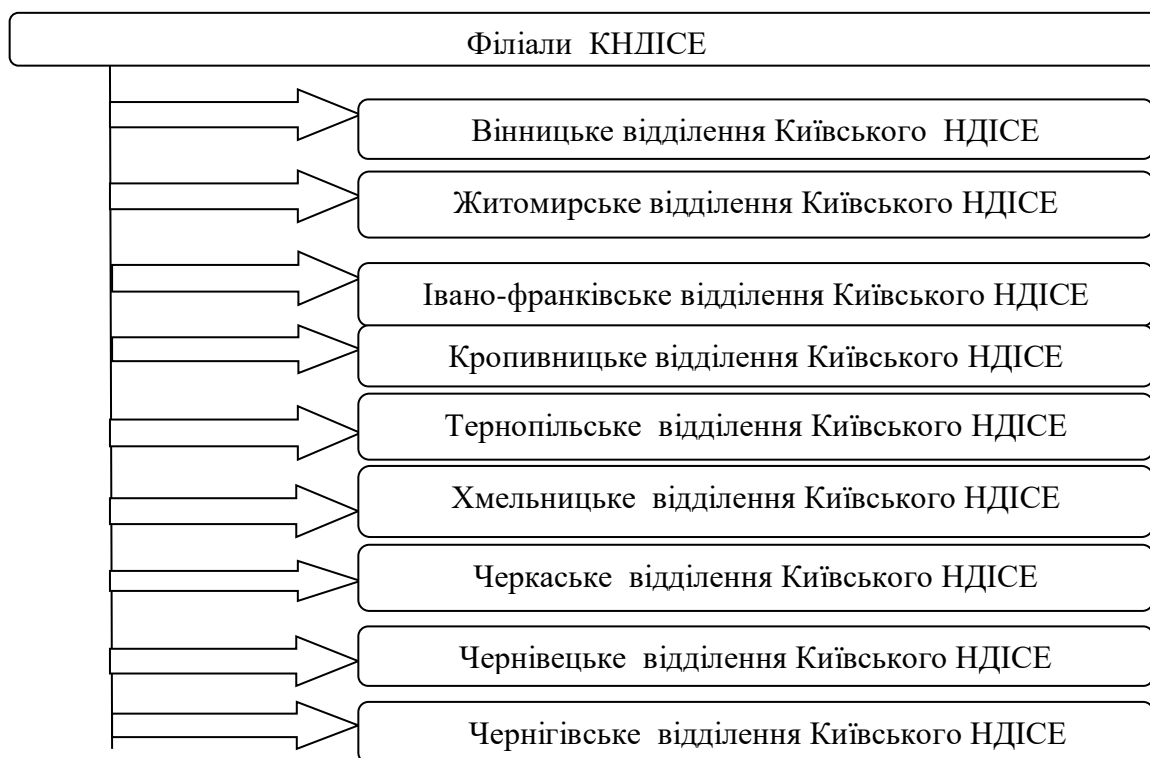 Філіали КНДІСЕ
Вінницьке відділення Київського НДІСЕ
Житомирське відділення Київського НДІСЕ
Івано-франківське відділення Київського НДІСЕ
Кропивницьке відділення Київського НДІСЕ
Тернопільське відділення Київського НДІСЕ
Хмельницьке відділення Київського НДІСЕ
Черкаське відділення Київського НДІСЕ
Чернівецьке відділення Київського НДІСЕ
Чернігівське відділення Київського НДІСЕ